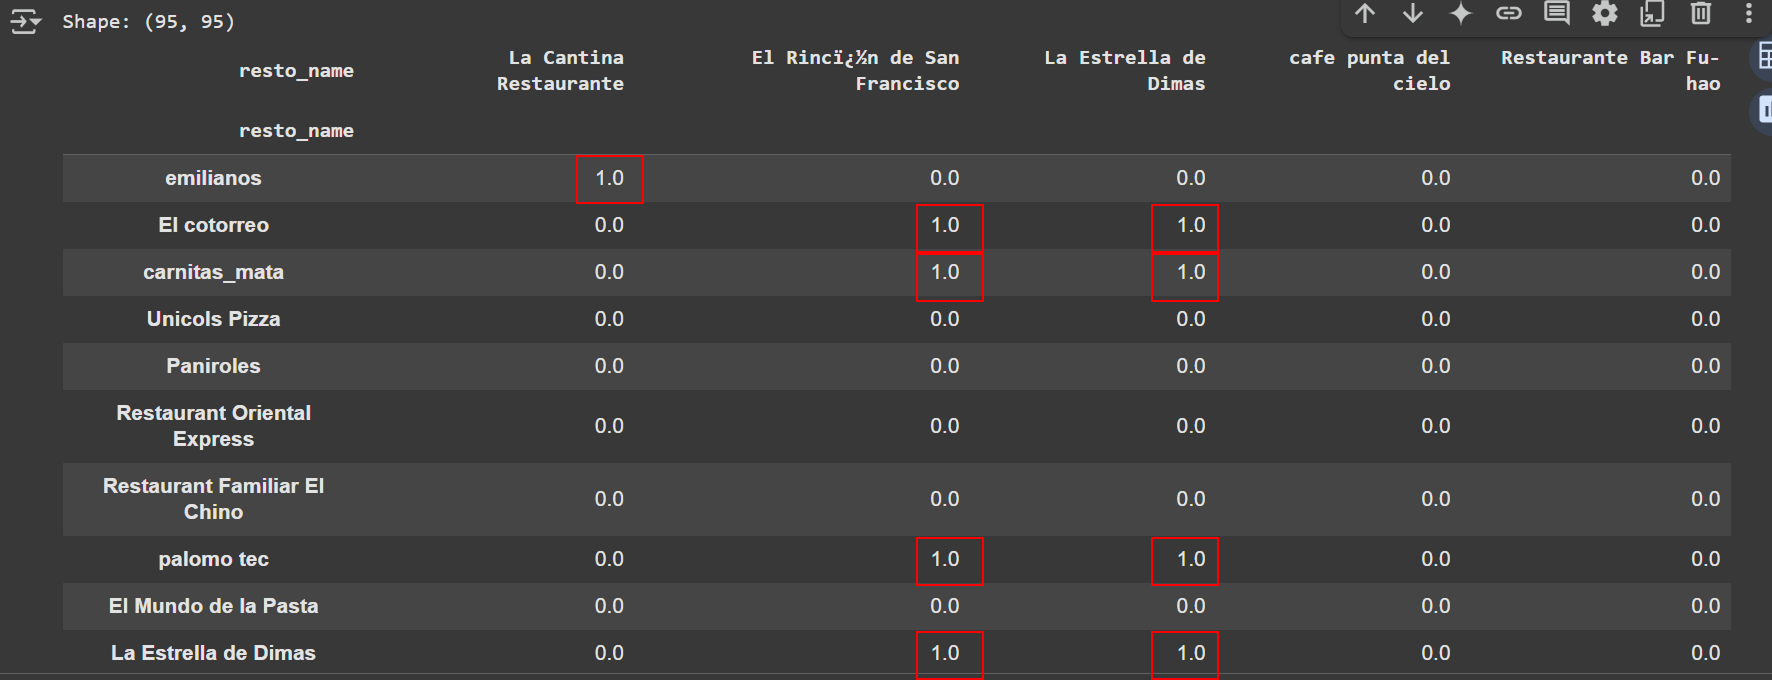 Shape: (95, 95)
resto_name La Cantina Restaurante El Rincï¿½n de San Francisco La Estrella de Dimas cafe punta del cielo Restaurante Bar Fu-hao
resto_name
emilianos 1.0 0.0 0.0 0.0 0.0
El cotorreo 0.0 1.0 1.0 0.0 0.0
carnitas_mata 0.0 1.0 1.0 0.0 0.0
Unicols Pizza 0.0 0.0 0.0 0.0 0.0
Paniroles 0.0 0.0 0.0 0.0 0.0
Restaurant Oriental Express 0.0 0.0 0.0 0.0 0.0
Restaurant Familiar El Chino 0.0 0.0 0.0 0.0 0.0
palomo tec 0.0 1.0 1.0 0.0 0.0
El Mundo de la Pasta 0.0 0.0 0.0 0.0 0.0
La Estrella de Dimas 0.0 1.0 1.0 0.0 0.0